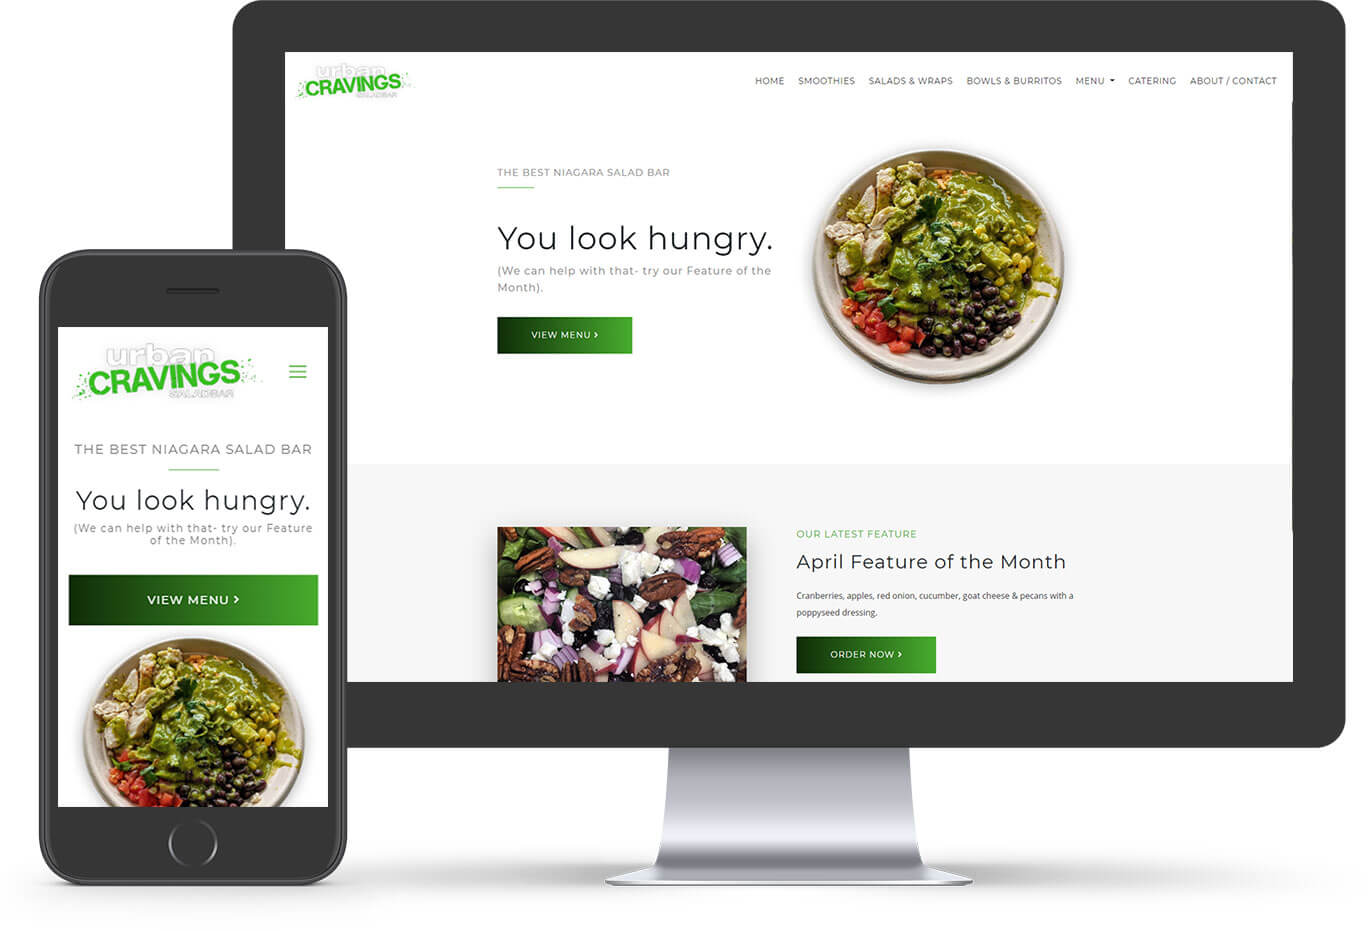 urban
CRAVINGS
SALADBAR
HOME SMOOTHIES SALADS & WRAPS BOWLS & BURRITOS MENU CATERING ABOUT / CONTACT
THE BEST NIAGARA SALAD BAR
You look hungry.
(We can help with that- try our Feature of the
Month).
VIEW MENU >
OUR LATEST FEATURE
April Feature of the Month
Cranberries, apples, red onion, cucumber, goat cheese & pecans with a
poppyseed dressing.
ORDER NOW >
urban
CRAVINGS
SALADBAR
THE BEST NIAGARA SALAD BAR
You look hungry.
(We can help with that- try our Feature
of the Month).
VIEW MENU >